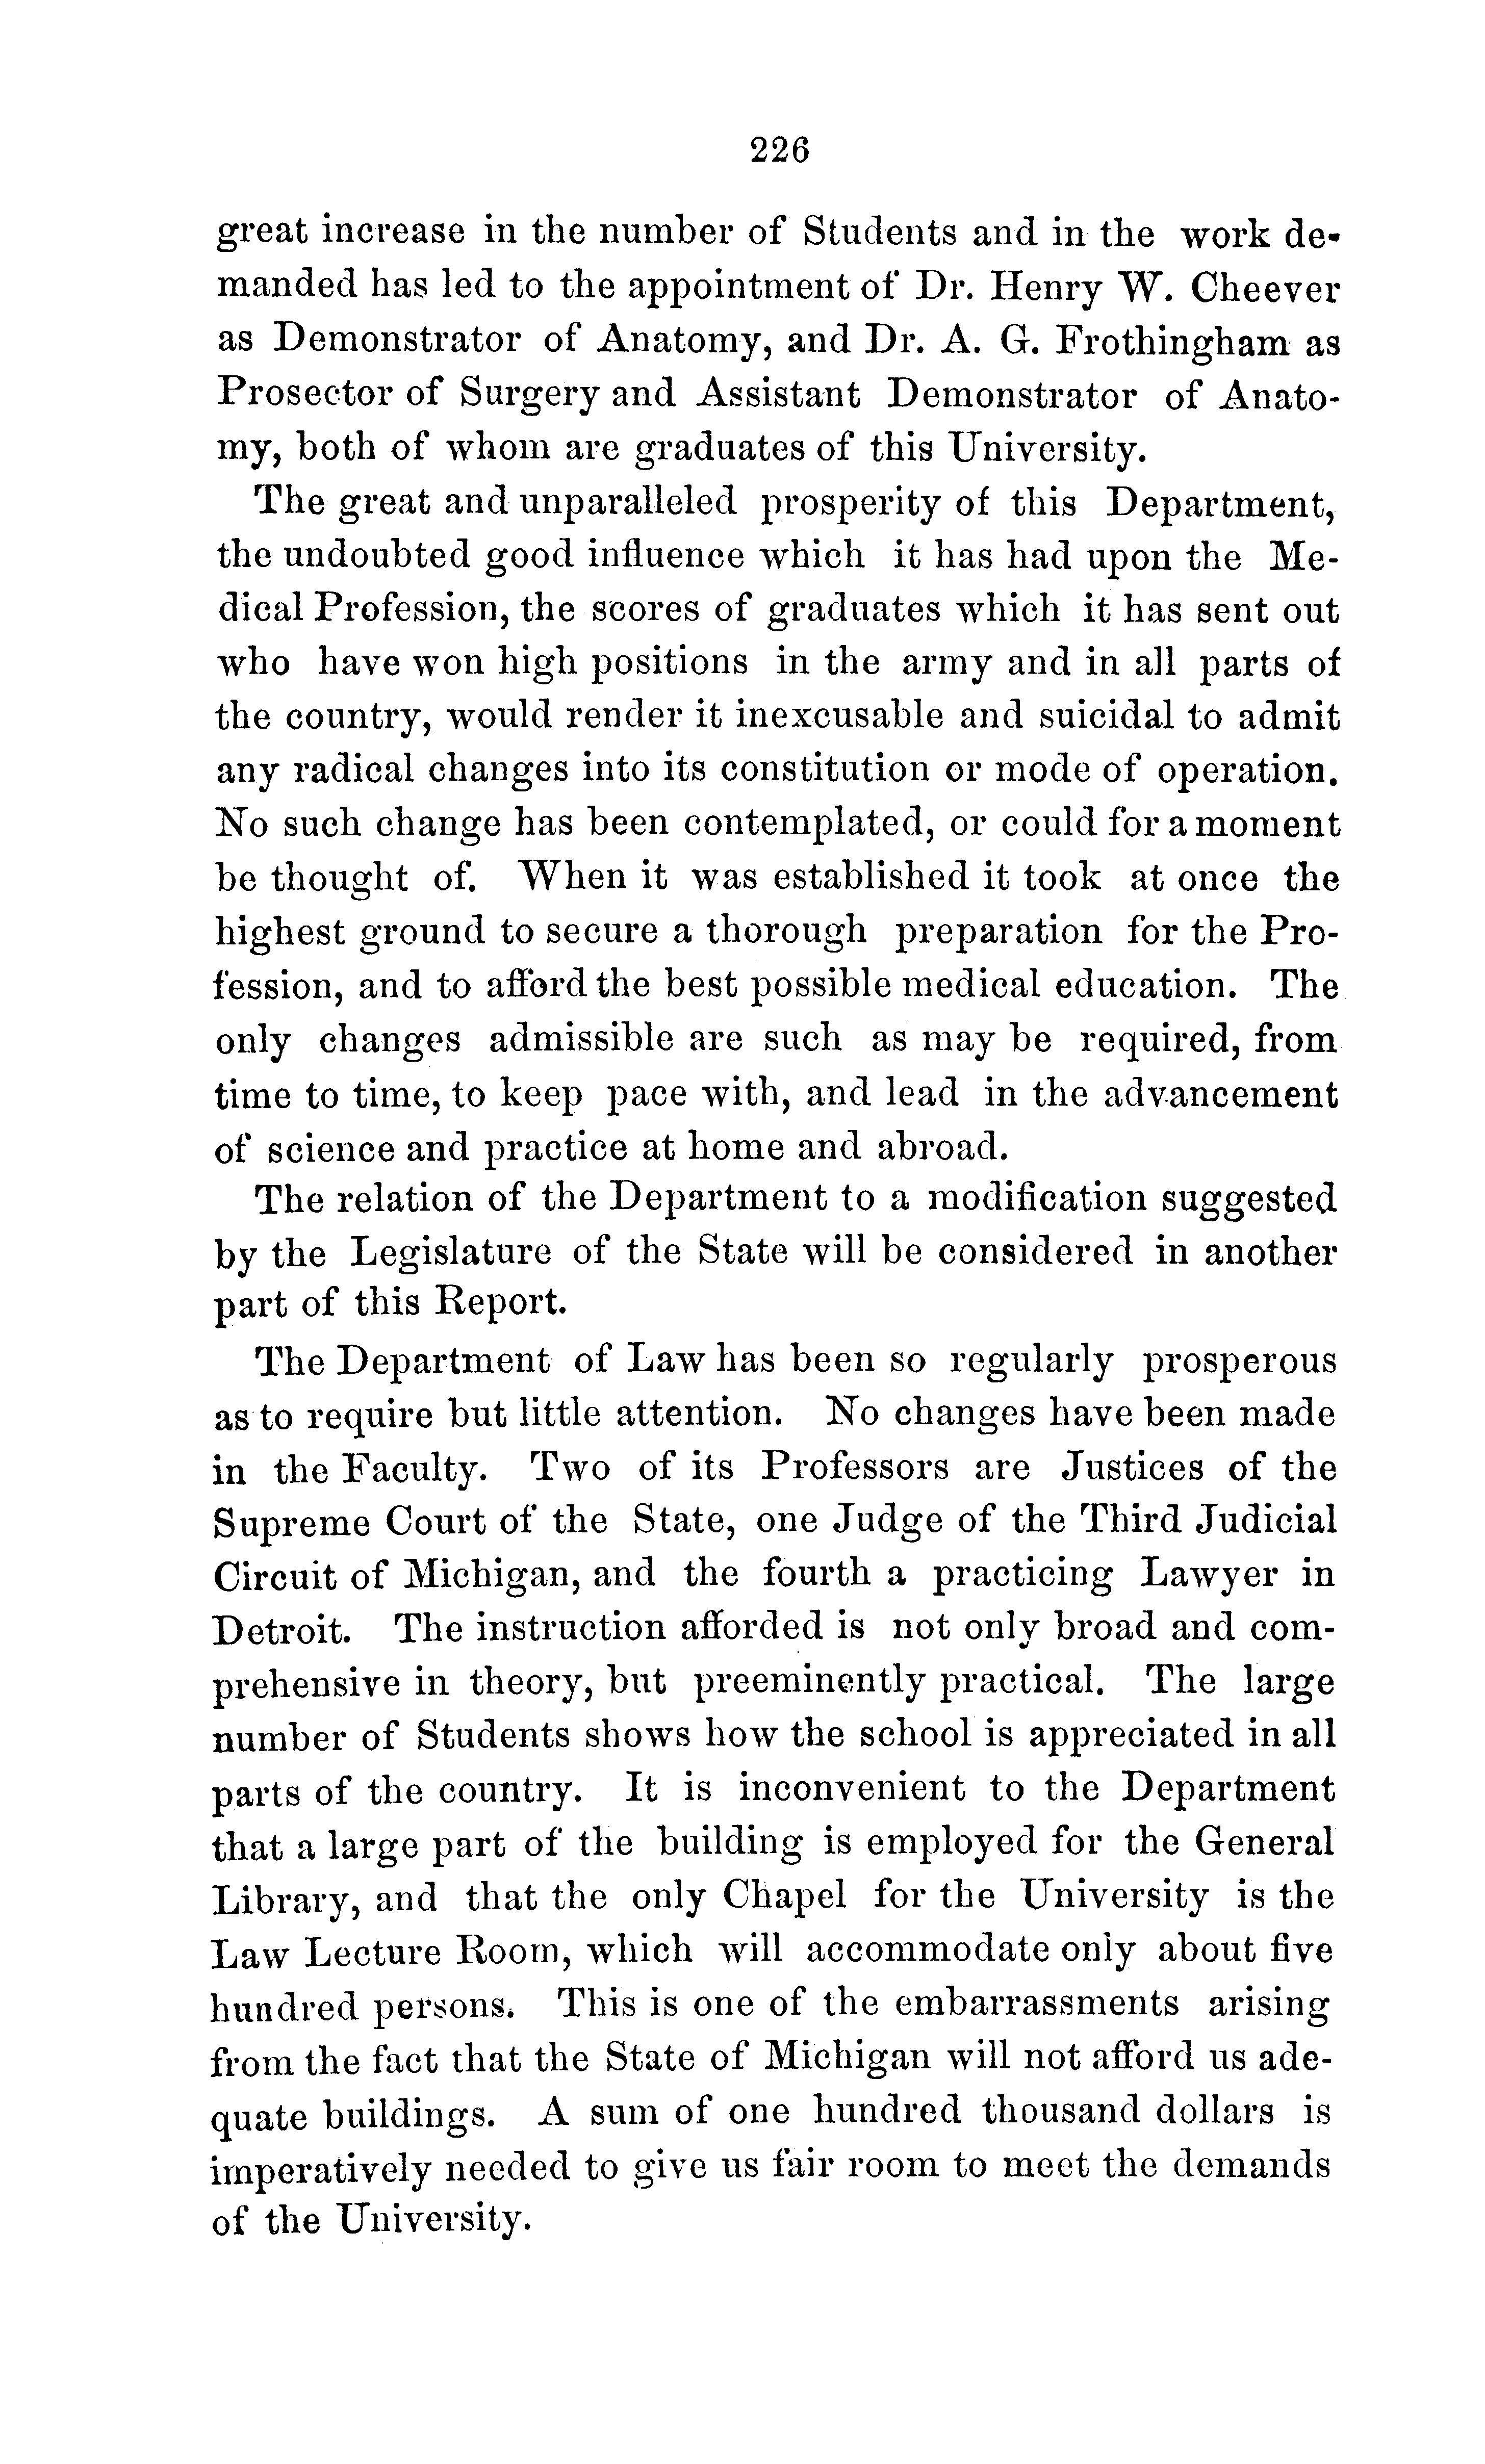 226
great increase in the number of Students and in the work de-
manded has led to the appointment of Dr. Henry W. Cheever
as Demonstrator of Anatomy, and Dr. A. G. Frothingham as
Prosector of Surgery and Assistant Demonstrator of Anato-
my, both of whom are graduates of this University.
The great and unparalleled prosperity of this Department,
the undoubted good influence which it has had upon the Me-
dical Profession, the scores of graduates which it has sent out
who have won high positions in the army and in all parts of
the country, would render it inexcusable and suicidal to admit
any radical changes into its constitution or mode of operation.
No such change has been contemplated, or could for a moment
be thought of. When it was established it took at once the
highest ground to secure a thorough preparation for the Pro-
fession, and to afford the best possible medical education. The
only changes admissible are such as may be required, from
time to time, to keep pace with, and lead in the advancement
of science and practice at home and abroad.
The relation of the Department to a modification suggested
by the Legislature of the State will be considered in another
part of this Report.
The Department of Law has been so regularly prosperous
as to require but little attention. No changes have been made
in the Faculty. Two of its Professors are Justices of the
Supreme Court of the State, one Judge of the Third Judicial
Circuit of Michigan, and the fourth a practicing Lawyer in
Detroit. The instruction afforded is not only broad and com-
prehensive in theory, but preeminently practical. The large
number of Students shows how the school is appreciated in all
parts of the country. It is inconvenient to the Department
that a large part of the building is employed for the General
Library, and that the only Chapel for the University is the
Law Lecture Room, which will accommodate only about five
hundred persons. This is one of the embarrassments arising
from the fact that the State of Michigan will not afford us ade-
quate buildings. A sum of one hundred thousand dollars is
imperatively needed to give us fair room to meet the demands
of the University.